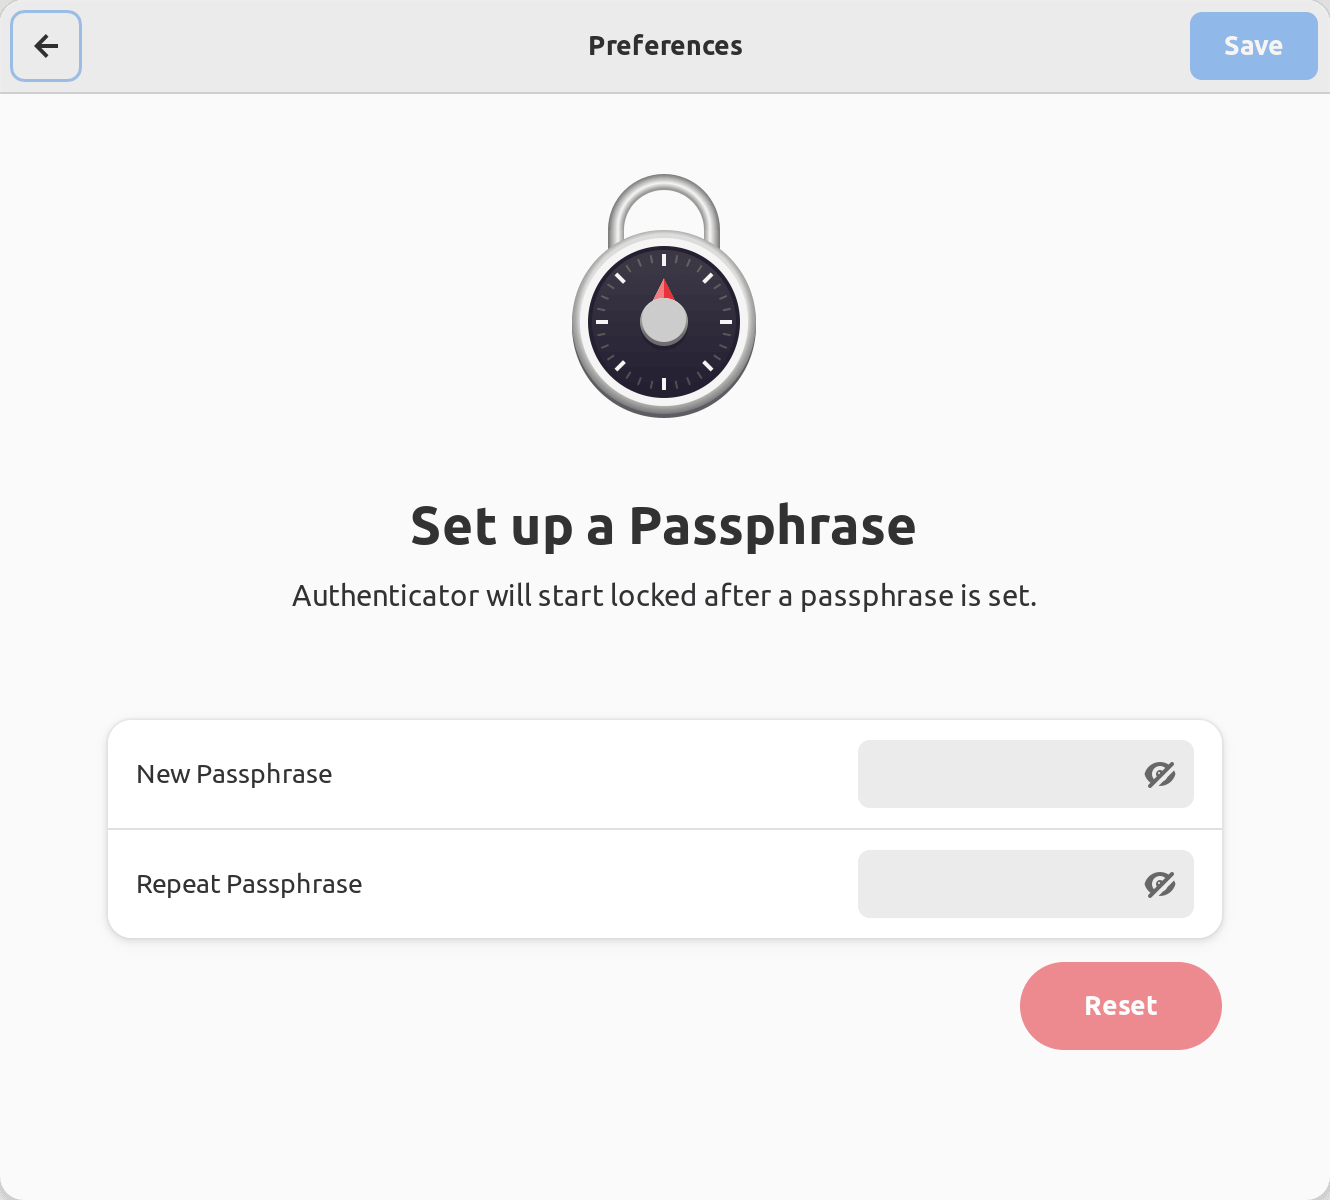 Preferences
Save
Set up a Passphrase
Authenticator will start locked after a passphrase is set.
New Passphrase
Repeat Passphrase
Reset